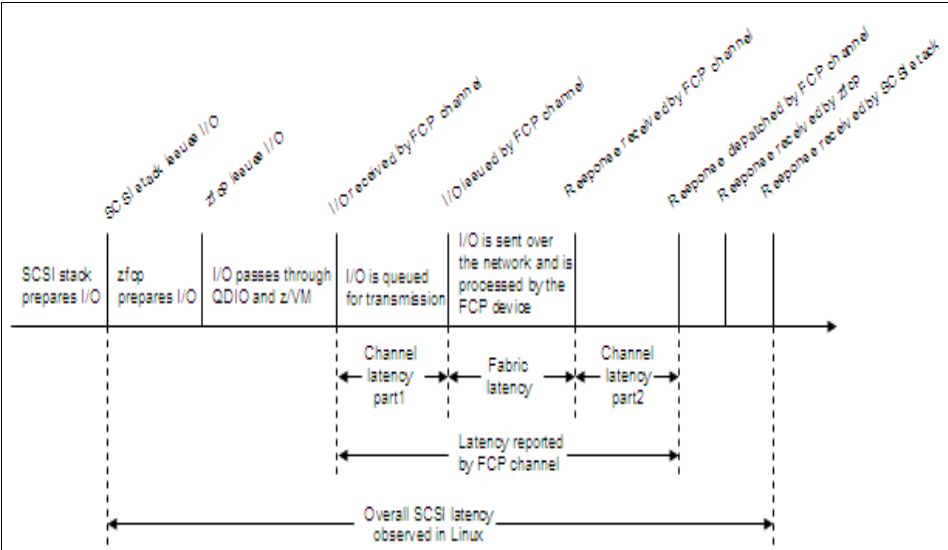 SCSI stack issues I/O
zfcp issues I/O
I/O received by FCP channel
I/O issued by FCP channel
Response received by FCP channel
Response dispatched by FCP channel
Response received by zfcp
Response received by SCSI stack
SCSI stack
prepares I/O
zfcp
prepares I/O
I/O passes through
QDIO and z/VM
I/O is queued
for transmission
I/O is sent over
the network and is
processed by the
FCP device
Channel
latency
part1
Fabric
latency
Channel
latency
part2
Latency reported
by FCP channel
Overall SCSI latency
observed in Linux